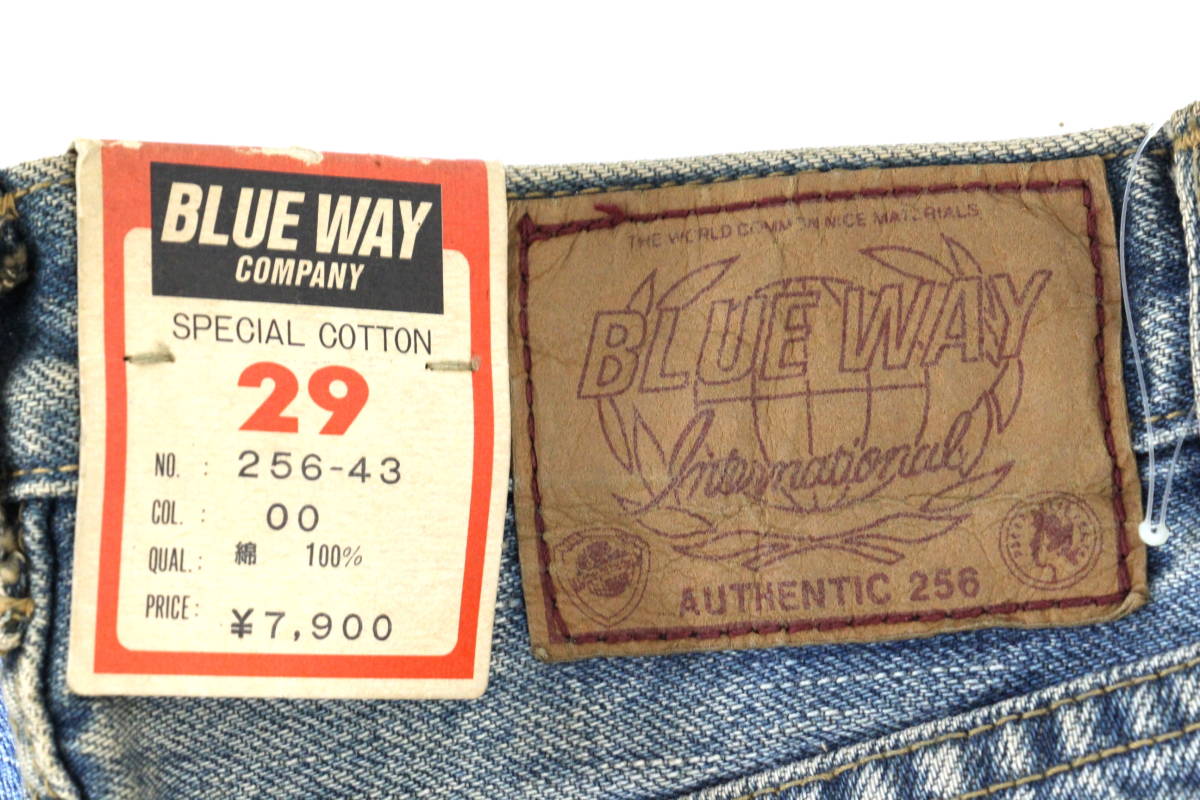 BLUE WAY
COMPANY
SPECIAL COTTON
29
NO. : 256-43
COL. : 00
QUAL. : 綿 100%
PRICE : ¥7,900
THE WORLD COMMON NICE MATERIALS
BLUE WAY
International
AUTHENTIC 256